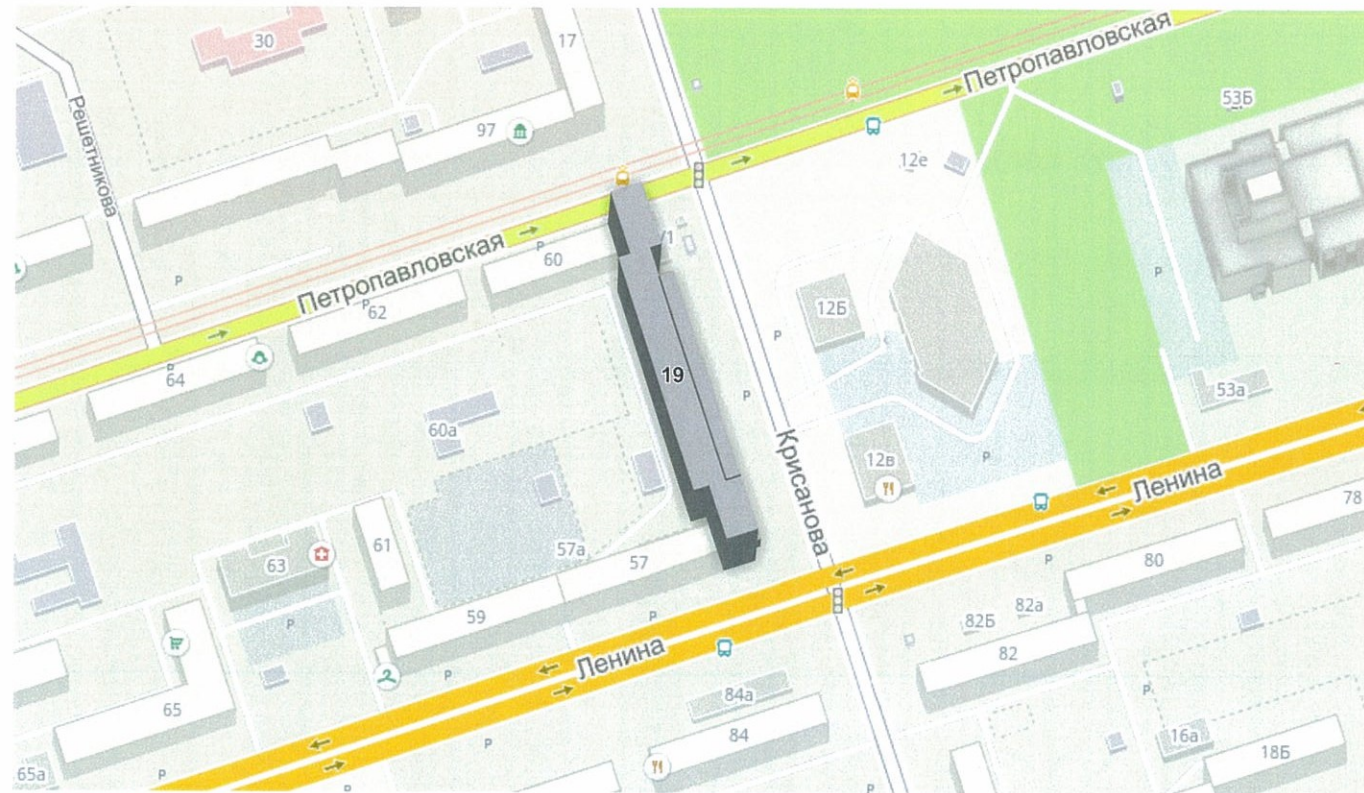 30
17
Петропавловская
53Б
Решетникова
97
12е
Р
Р
/1
60
Петропавловская
Р
Р
62
12Б
Р
64
19
53а
Р
60а
Крисанова
12в
Р
Ленина
78
61
63
57а
57
Р
80
59
Р
Р
82Б
82а
Ленина
82
Р
Р
84а
65
84
16а
18Б
Р
65а
Р
Р
Р